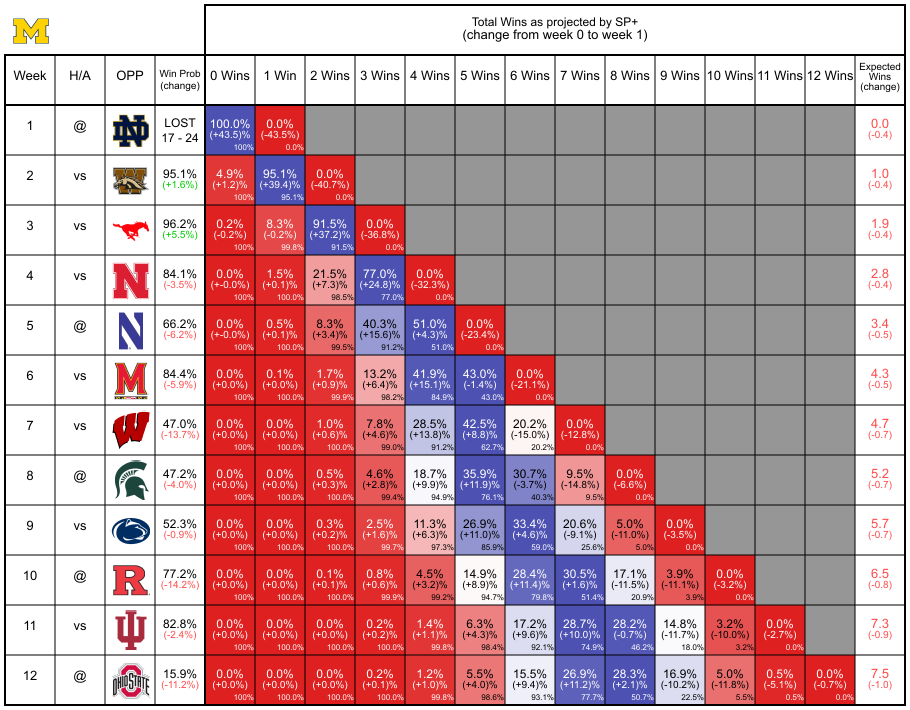 M
Total Wins as projected by SP+
(change from week 0 to week 1)
Week H/A OPP Win Prob (change) 0 Wins 1 Win 2 Wins 3 Wins 4 Wins 5 Wins 6 Wins 7 Wins 8 Wins 9 Wins 10 Wins 11 Wins 12 Wins Expected Wins (change)
1 @ ND LOST 100.0% 0.0% 0.0
17 - 24 (+43.5)% (-43.5%) (-0.4)
100% 0.0%
2 vs W 95.1% 4.9% 95.1% 0.0% 1.0
(+1.6%) (+1.2)% (+39.4)% (-40.7%) (-0.4)
100% 95.1% 0.0%
3 vs 96.2% 0.2% 8.3% 91.5% 0.0% 1.9
(+5.5%) (-0.2%) (-0.2%) (+37.2)% (-36.8%) (-0.4)
100% 99.8% 91.5% 0.0%
4 vs N 84.1% 0.0% 1.5% 21.5% 77.0% 0.0% 2.8
(-3.5%) (+-0.0)% (+0.1)% (+7.3)% (+24.8)% (-32.3%) (-0.4)
100% 100.0% 98.5% 77.0% 0.0%
5 @ N 66.2% 0.0% 0.5% 8.3% 40.3% 51.0% 0.0% 3.4
(-6.2%) (+-0.0)% (+0.1)% (+3.4)% (+15.6)% (+4.3)% (-23.4%) (-0.5)
100% 100.0% 99.5% 91.2% 51.0% 0.0%
6 vs M 84.4% 0.0% 0.1% 1.7% 13.2% 41.9% 43.0% 0.0% 4.3
(-5.9%) (+0.0)% (+0.0)% (+0.9)% (+6.4)% (+15.1)% (-1.4%) (-21.1%) (-0.5)
100% 100.0% 99.9% 98.2% 84.9% 43.0% 0.0%
7 vs W 47.0% 0.0% 0.0% 1.0% 7.8% 28.5% 42.5% 20.2% 0.0% 4.7
(-13.7%) (+0.0)% (+0.0)% (+0.6)% (+4.6)% (+13.8)% (+8.8)% (-15.0%) (-12.8%) (-0.7)
100% 100.0% 100.0% 99.0% 91.2% 62.7% 20.2% 0.0%
8 @ 47.2% 0.0% 0.0% 0.5% 4.6% 18.7% 35.9% 30.7% 9.5% 0.0% 5.2
(-4.0%) (+0.0)% (+0.0)% (+0.3)% (+2.8)% (+9.9)% (+11.9)% (-3.7%) (-14.8%) (-6.6%) (-0.7)
100% 100.0% 100.0% 99.4% 94.9% 76.1% 40.3% 9.5% 0.0%
9 vs 52.3% 0.0% 0.0% 0.3% 2.5% 11.3% 26.9% 33.4% 20.6% 5.0% 0.0% 5.7
(-0.9%) (+0.0)% (+0.0)% (+0.2)% (+1.6)% (+6.3)% (+11.0)% (+4.6)% (-9.1%) (-11.0%) (-3.5%) (-0.7)
100% 100.0% 100.0% 99.7% 97.3% 85.9% 59.0% 25.6% 5.0% 0.0%
10 @ R 77.2% 0.0% 0.0% 0.1% 0.8% 4.5% 14.9% 28.4% 30.5% 17.1% 3.9% 0.0% 6.5
(-14.2%) (+0.0)% (+0.0)% (+0.1)% (+0.6)% (+3.2)% (+8.9)% (+11.4)% (+1.6)% (-11.5%) (-11.1%) (-3.2%) (-0.8)
100% 100.0% 100.0% 99.9% 99.2% 94.7% 79.8% 51.4% 20.9% 3.9% 0.0%
11 vs IU 82.8% 0.0% 0.0% 0.0% 0.2% 1.4% 6.3% 17.2% 28.7% 28.2% 14.8% 3.2% 0.0% 7.3
(-2.4%) (+0.0)% (+0.0)% (+0.0)% (+0.2)% (+1.1)% (+4.3)% (+9.6)% (+10.0)% (-0.7%) (-11.7%) (-10.0%) (-2.7%) (-0.9)
100% 100.0% 100.0% 100.0% 99.8% 98.4% 92.1% 74.9% 46.2% 18.0% 3.2% 0.0%
12 @ OHIO STATE 15.9% 0.0% 0.0% 0.0% 0.2% 1.2% 5.5% 15.5% 26.9% 28.3% 16.9% 5.0% 0.5% 0.0% 7.5
(-11.2%) (+0.0)% (+0.0)% (+0.0)% (+0.1)% (+1.0)% (+4.0)% (+9.4)% (+11.2)% (+2.1)% (-10.2%) (-11.8%) (-5.1%) (-0.7%) (-1.0)
100% 100.0% 100.0% 100.0% 99.8% 98.6% 93.1% 77.7% 50.7% 22.5% 5.5% 0.5% 0.0%